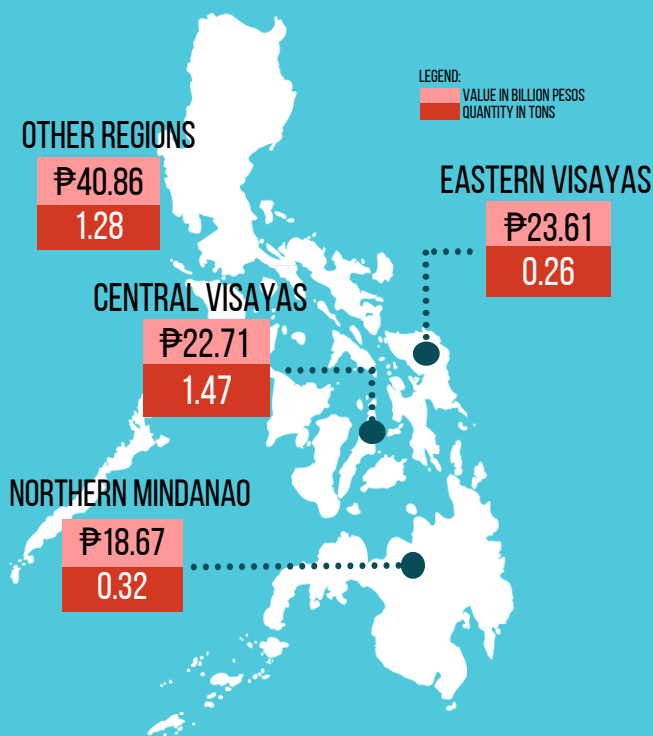 LEGEND:
VALUE IN BILLION PESOS
QUANTITY IN TONS
OTHER REGIONS
₱40.86
1.28
EASTERN VISAYAS
₱23.61
0.26
CENTRAL VISAYAS
₱22.71
1.47
NORTHERN MINDANAO
₱18.67
0.32